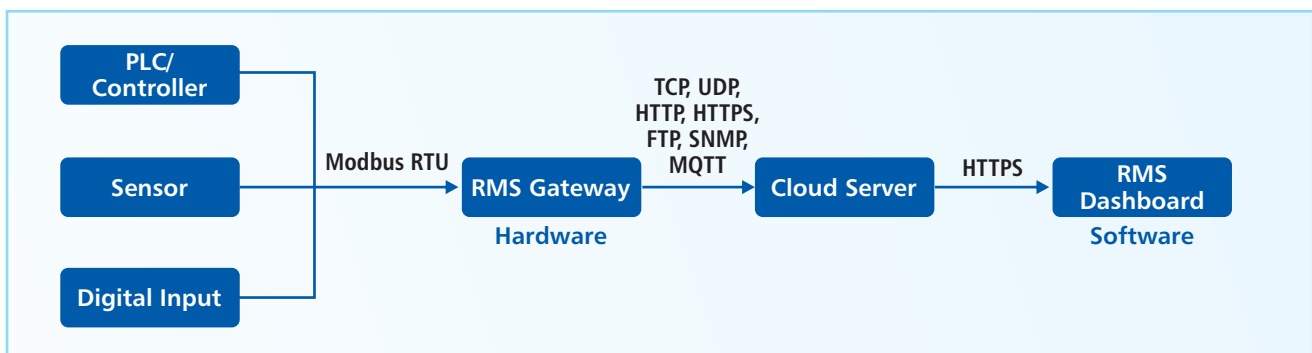 PLC/
Controller
Sensor
Digital Input
Modbus RTU
RMS Gateway
Hardware
TCP, UDP,
HTTP, HTTPS,
FTP, SNMP,
MQTT
Cloud Server
HTTPS
RMS
Dashboard
Software